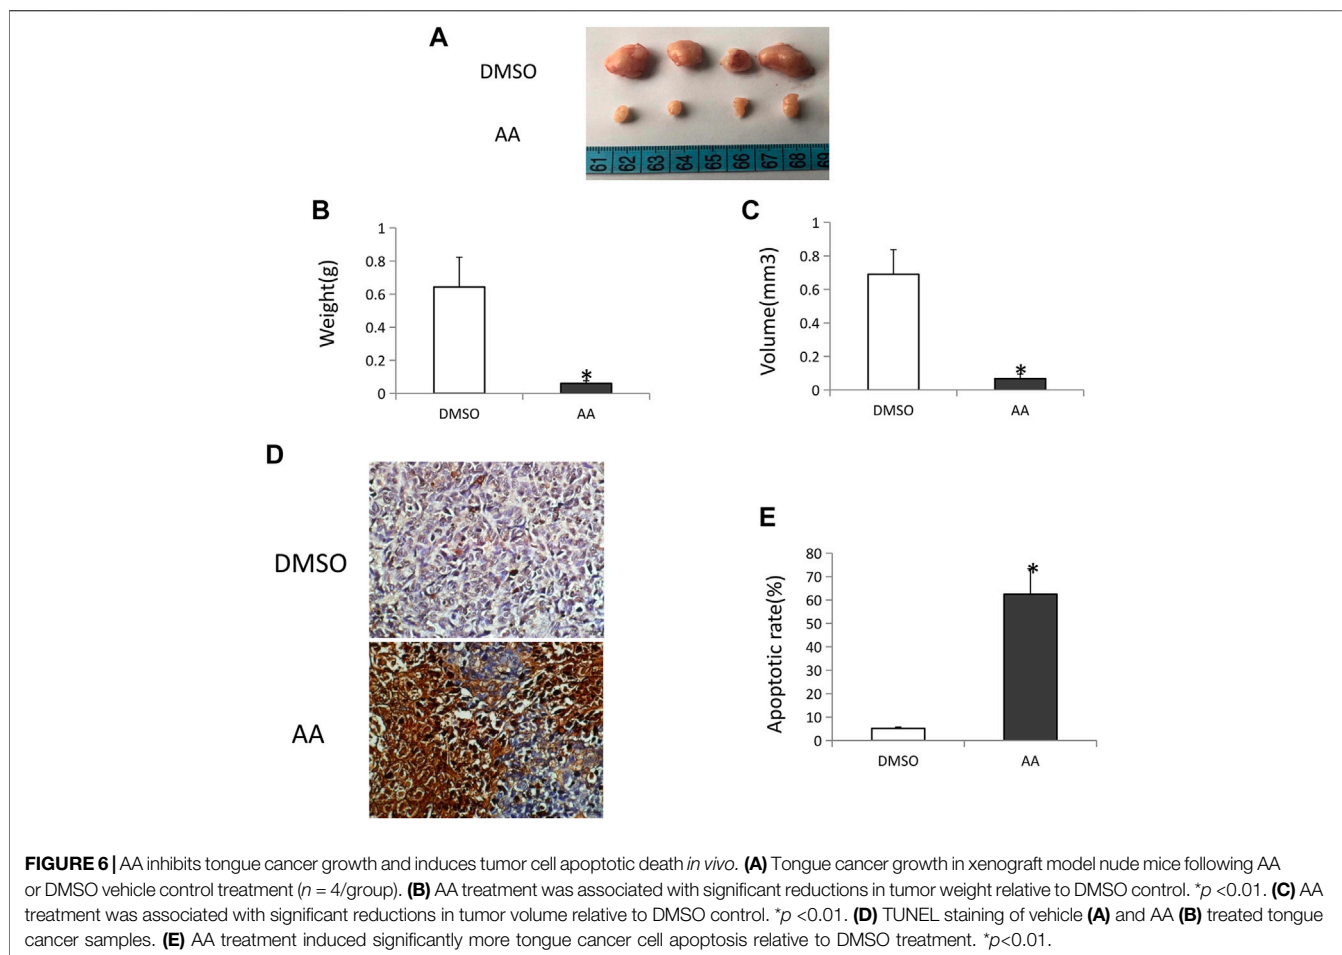 A
DMSO
AA
61 62 63 64 65 66 67 68 69
B
Weight(g)
1
0.8
0.6
0.4
0.2
0
*
DMSO AA
C
Volume(mm3)
1
0.8
0.6
0.4
0.2
0
*
DMSO AA
D
DMSO
AA
E
Apoptotic rate(%)
80
70
60
50
40
30
20
10
0
*
DMSO AA
FIGURE 6 | AA inhibits tongue cancer growth and induces tumor cell apoptotic death in vivo. (A) Tongue cancer growth in xenograft model nude mice following AA
or DMSO vehicle control treatment (n = 4/group). (B) AA treatment was associated with significant reductions in tumor weight relative to DMSO control. *p <0.01. (C) AA
treatment was associated with significant reductions in tumor volume relative to DMSO control. *p <0.01. (D) TUNEL staining of vehicle (A) and AA (B) treated tongue
cancer samples. (E) AA treatment induced significantly more tongue cancer cell apoptosis relative to DMSO treatment. *p<0.01.